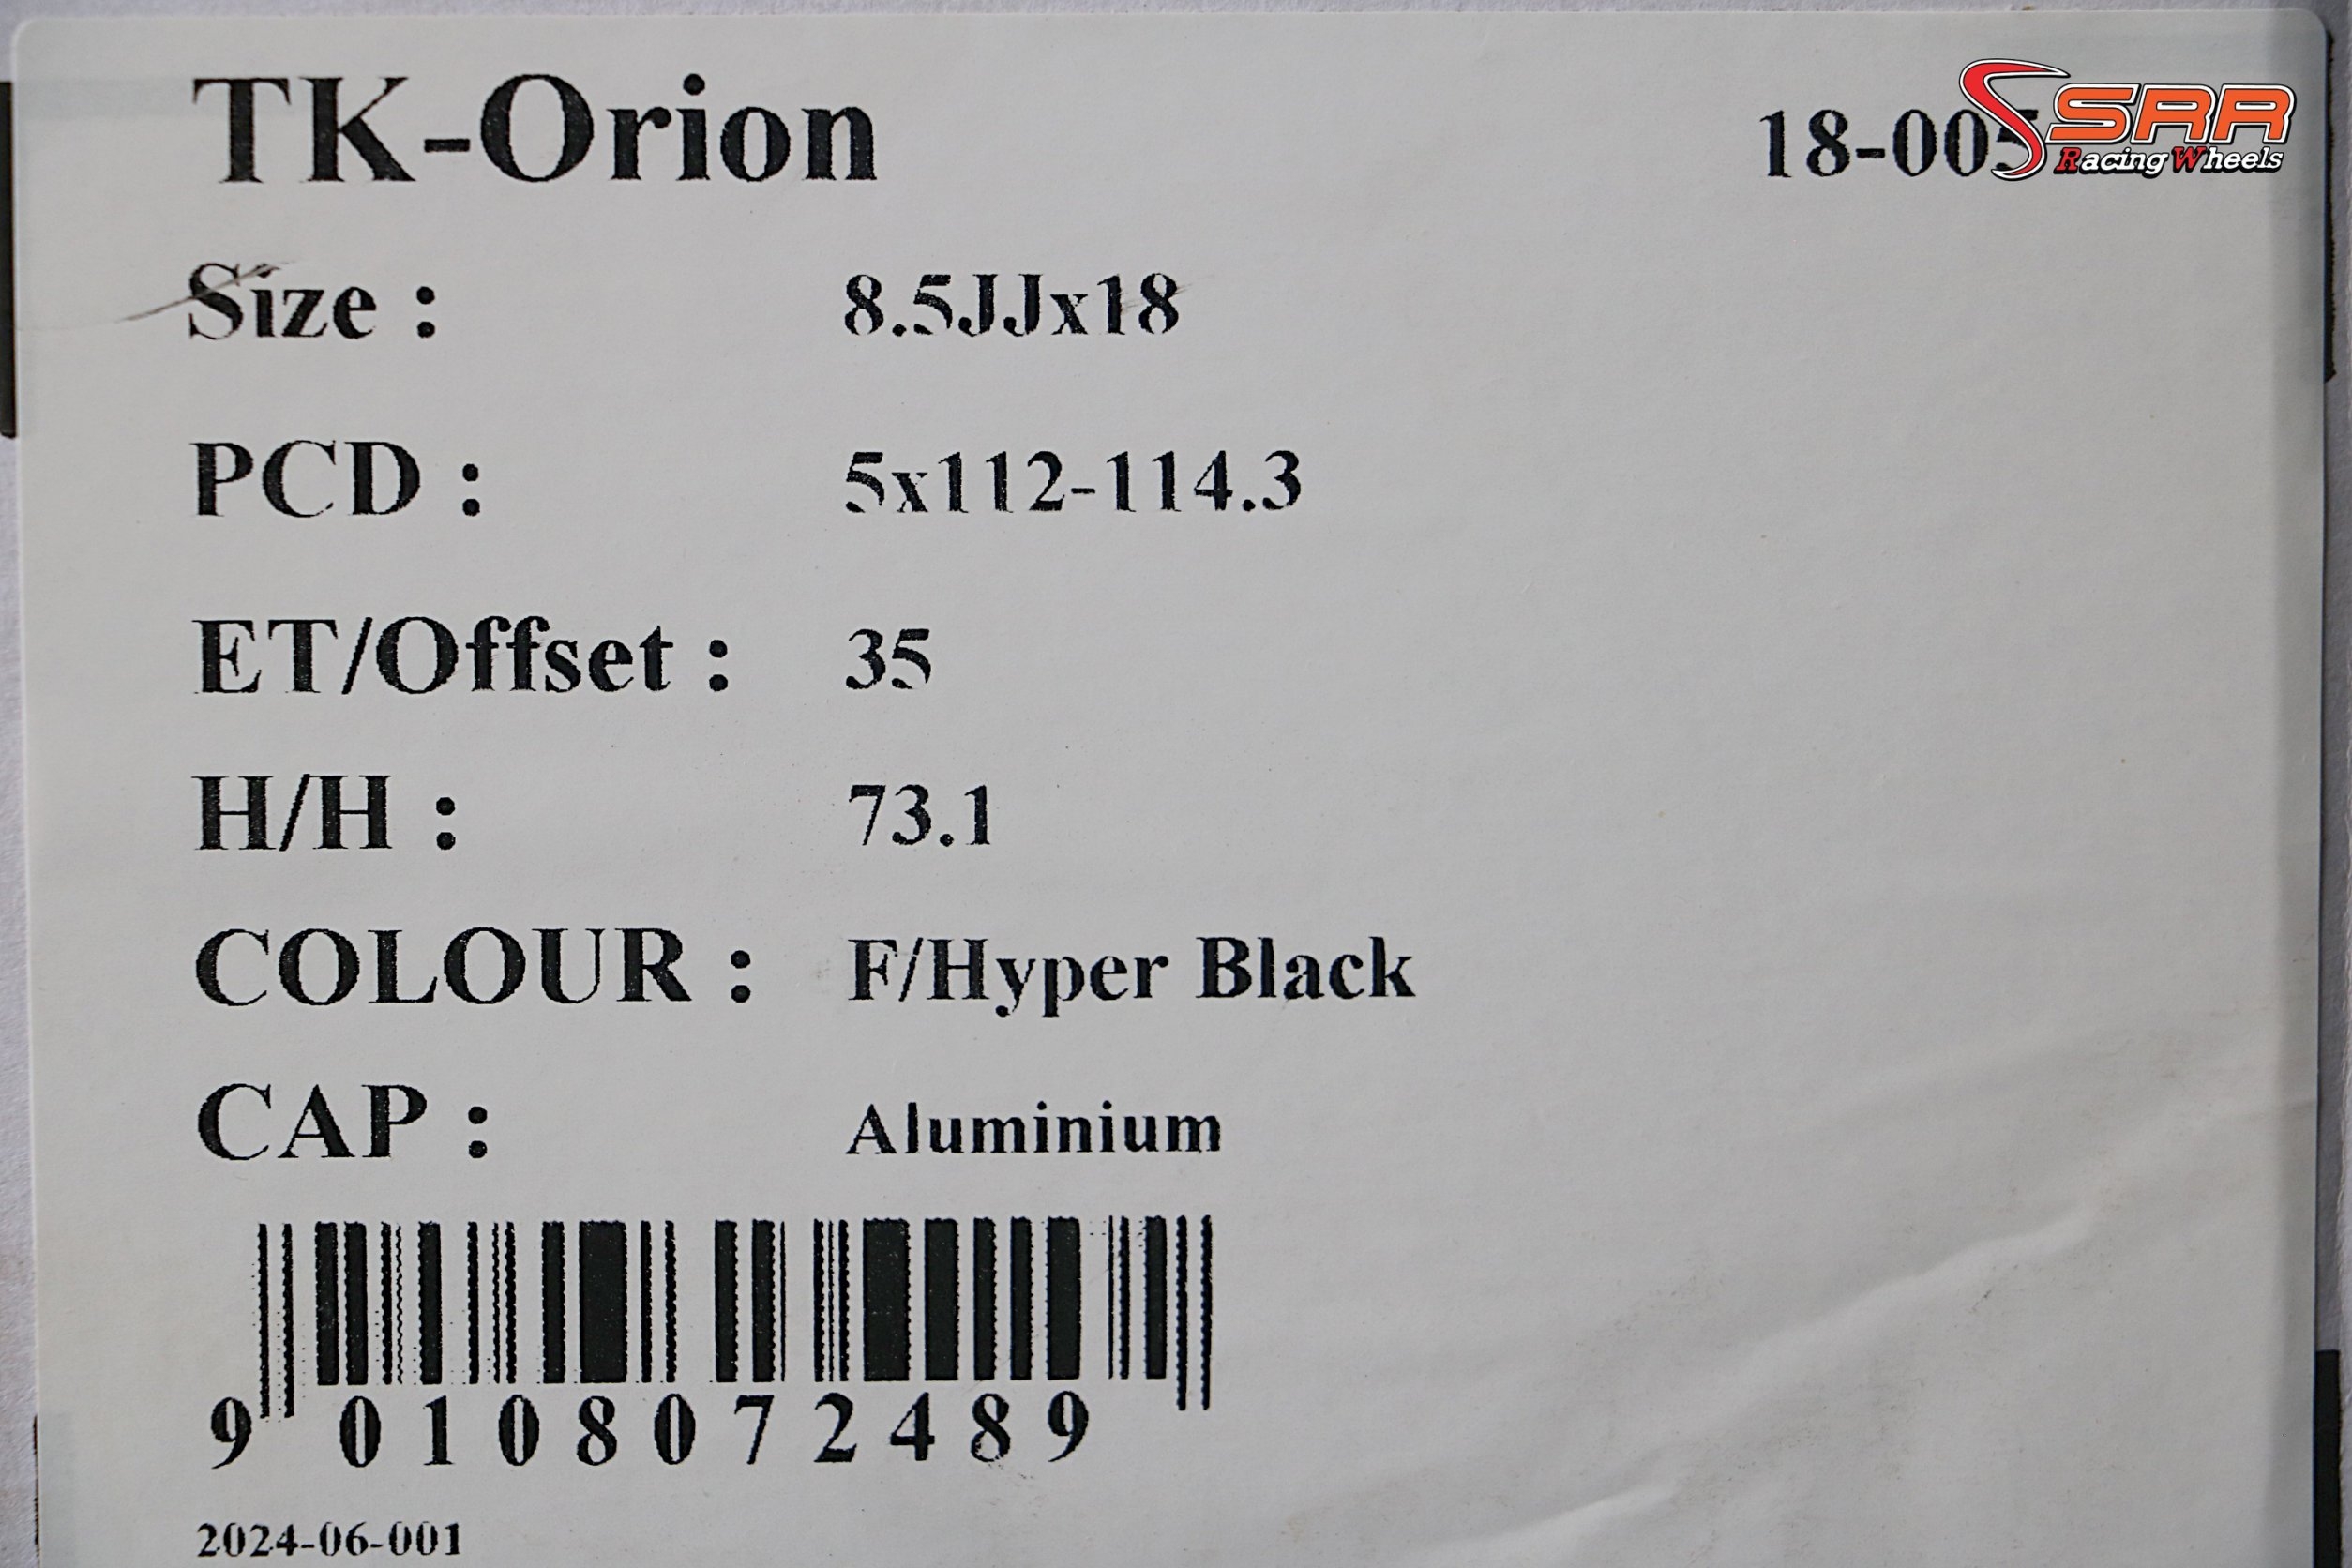 TK-Orion 18-005
SRR
Racing Wheels
Size : 8.5JJx18
PCD : 5x112-114.3
ET/Offset : 35
H/H : 73.1
COLOUR : F/Hyper Black
CAP : Aluminium
9 0108072489
2024-06-001